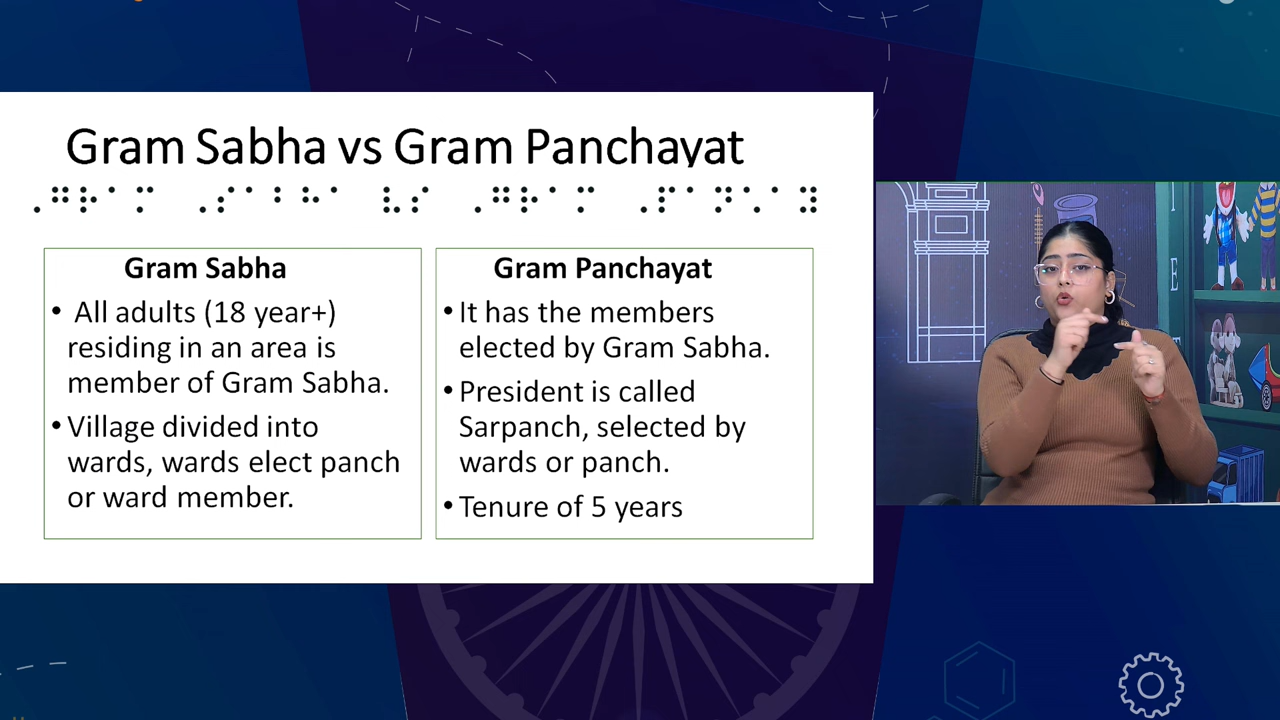 Gram Sabha vs Gram Panchayat
⠠⠛⠗⠁⠍ ⠠⠎⠁⠃⠓⠁ ⠧⠎ ⠠⠛⠗⠁⠍ ⠠⠏⠁⠝⠡⠁⠽
Gram Sabha
• All adults (18 year+)
residing in an area is
member of Gram Sabha.
• Village divided into
wards, wards elect panch
or ward member.
Gram Panchayat
• It has the members
elected by Gram Sabha.
• President is called
Sarpanch, selected by
wards or panch.
• Tenure of 5 years